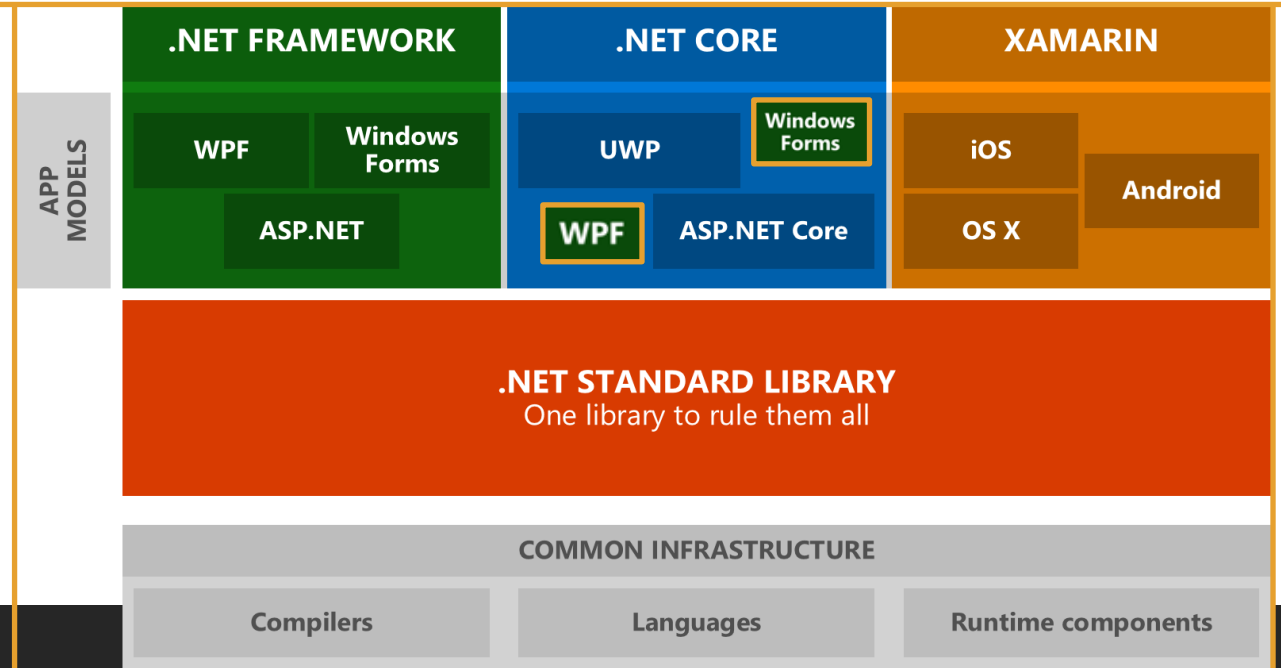 .NET FRAMEWORK
.NET CORE
XAMARIN
APP
MODELS
WPF
Windows
Forms
ASP.NET
UWP
Windows
Forms
WPF
ASP.NET Core
iOS
Android
OS X
.NET STANDARD LIBRARY
One library to rule them all
COMMON INFRASTRUCTURE
Compilers
Languages
Runtime components